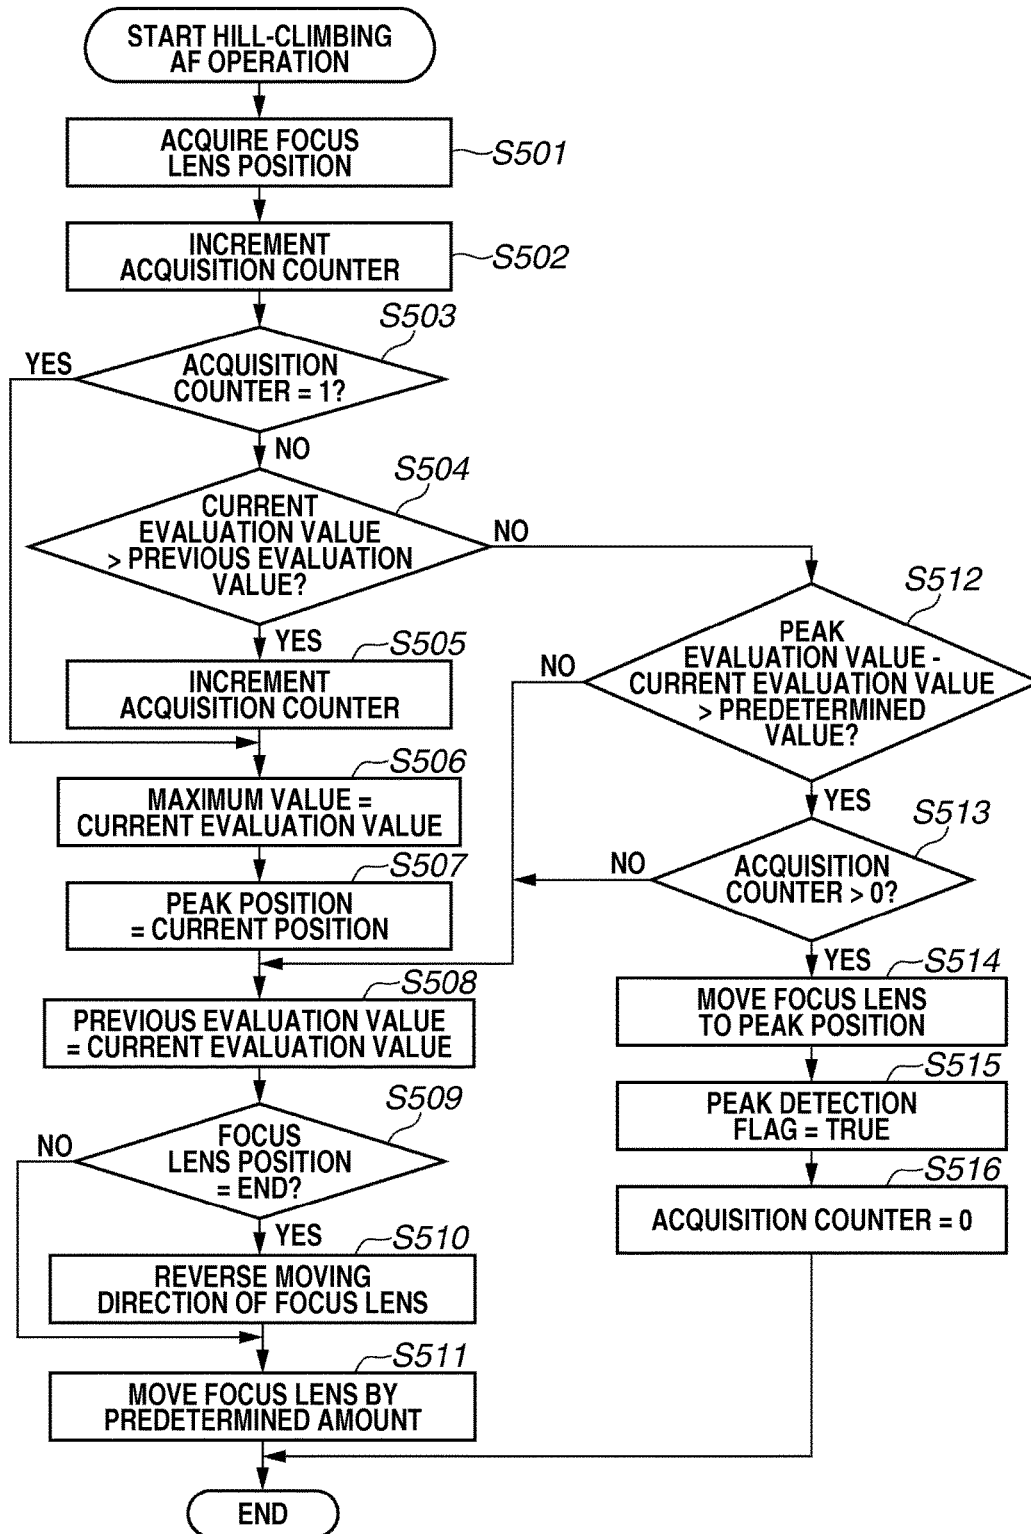 START HILL-CLIMBING
AF OPERATION
ACQUIRE FOCUS
LENS POSITION
S501
INCREMENT
ACQUISITION COUNTER
S502
S503
YES
ACQUISITION
COUNTER = 1?
NO
S504
CURRENT
EVALUATION VALUE
> PREVIOUS EVALUATION
VALUE?
NO
YES
S505
INCREMENT
ACQUISITION COUNTER
S506
MAXIMUM VALUE =
CURRENT EVALUATION VALUE
S507
PEAK POSITION
= CURRENT POSITION
S508
PREVIOUS EVALUATION VALUE
= CURRENT EVALUATION VALUE
S509
NO
FOCUS
LENS POSITION
= END?
YES
S510
REVERSE MOVING
DIRECTION OF FOCUS LENS
S511
MOVE FOCUS LENS BY
PREDETERMINED AMOUNT
S512
NO
PEAK
EVALUATION VALUE -
CURRENT EVALUATION VALUE
> PREDETERMINED
VALUE?
YES
S513
NO
ACQUISITION
COUNTER > 0?
YES
S514
MOVE FOCUS LENS
TO PEAK POSITION
S515
PEAK DETECTION
FLAG = TRUE
S516
ACQUISITION COUNTER = 0
END